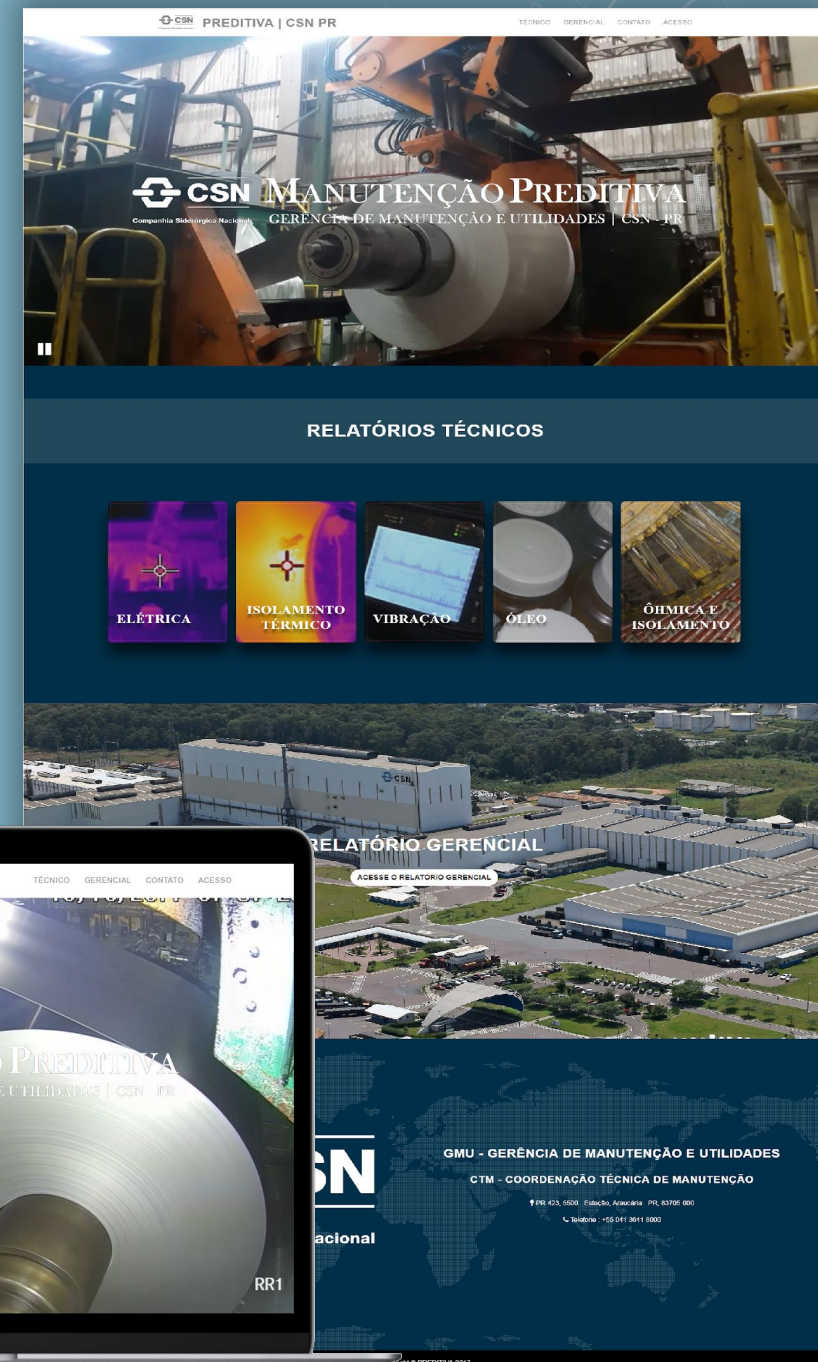 CSN
PREDITIVA | CSN PR
TÉCNICO GERENCIAL CONTATO ACESSO
CSN
MANUTENÇÃO PREDITIVA
Companhia Siderúrgica Nacional
GERÊNCIA DE MANUTENÇÃO E UTILIDADES | CSN - PR
RELATÓRIOS TÉCNICOS
ELÉTRICA
ISOLAMENTO
TÉRMICO
VIBRAÇÃO
ÓLEO
ÔHMICA E
ISOLAMENTO
CSN
RELATÓRIO GERENCIAL
ACESSE O RELATÓRIO GERENCIAL
TÉCNICO GERENCIAL CONTATO ACESSO
O PREDITIVA
E UTILIDADES | CSN - PR
RR1
SN
acional
GMU - GERÊNCIA DE MANUTENÇÃO E UTILIDADES
CTM - COORDENAÇÃO TÉCNICA DE MANUTENÇÃO
PR 423, 5500 Estação, Araucária PR, 83705 000
Telefone : +55 041 3641 8000
© PREDITIVA 2017